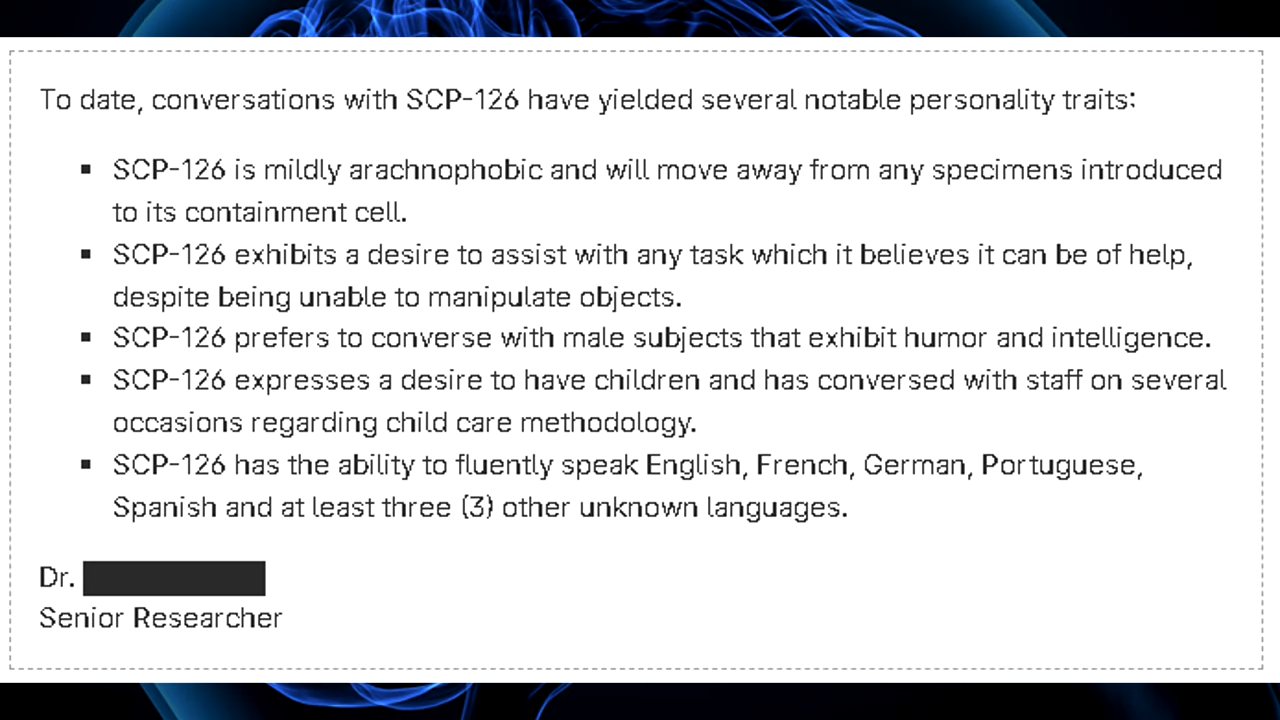 To date, conversations with SCP-126 have yielded several notable personality traits:
▪ SCP-126 is mildly arachnophobic and will move away from any specimens introduced
to its containment cell.
▪ SCP-126 exhibits a desire to assist with any task which it believes it can be of help,
despite being unable to manipulate objects.
▪ SCP-126 prefers to converse with male subjects that exhibit humor and intelligence.
▪ SCP-126 expresses a desire to have children and has conversed with staff on several
occasions regarding child care methodology.
▪ SCP-126 has the ability to fluently speak English, French, German, Portuguese,
Spanish and at least three (3) other unknown languages.
Dr.
Senior Researcher